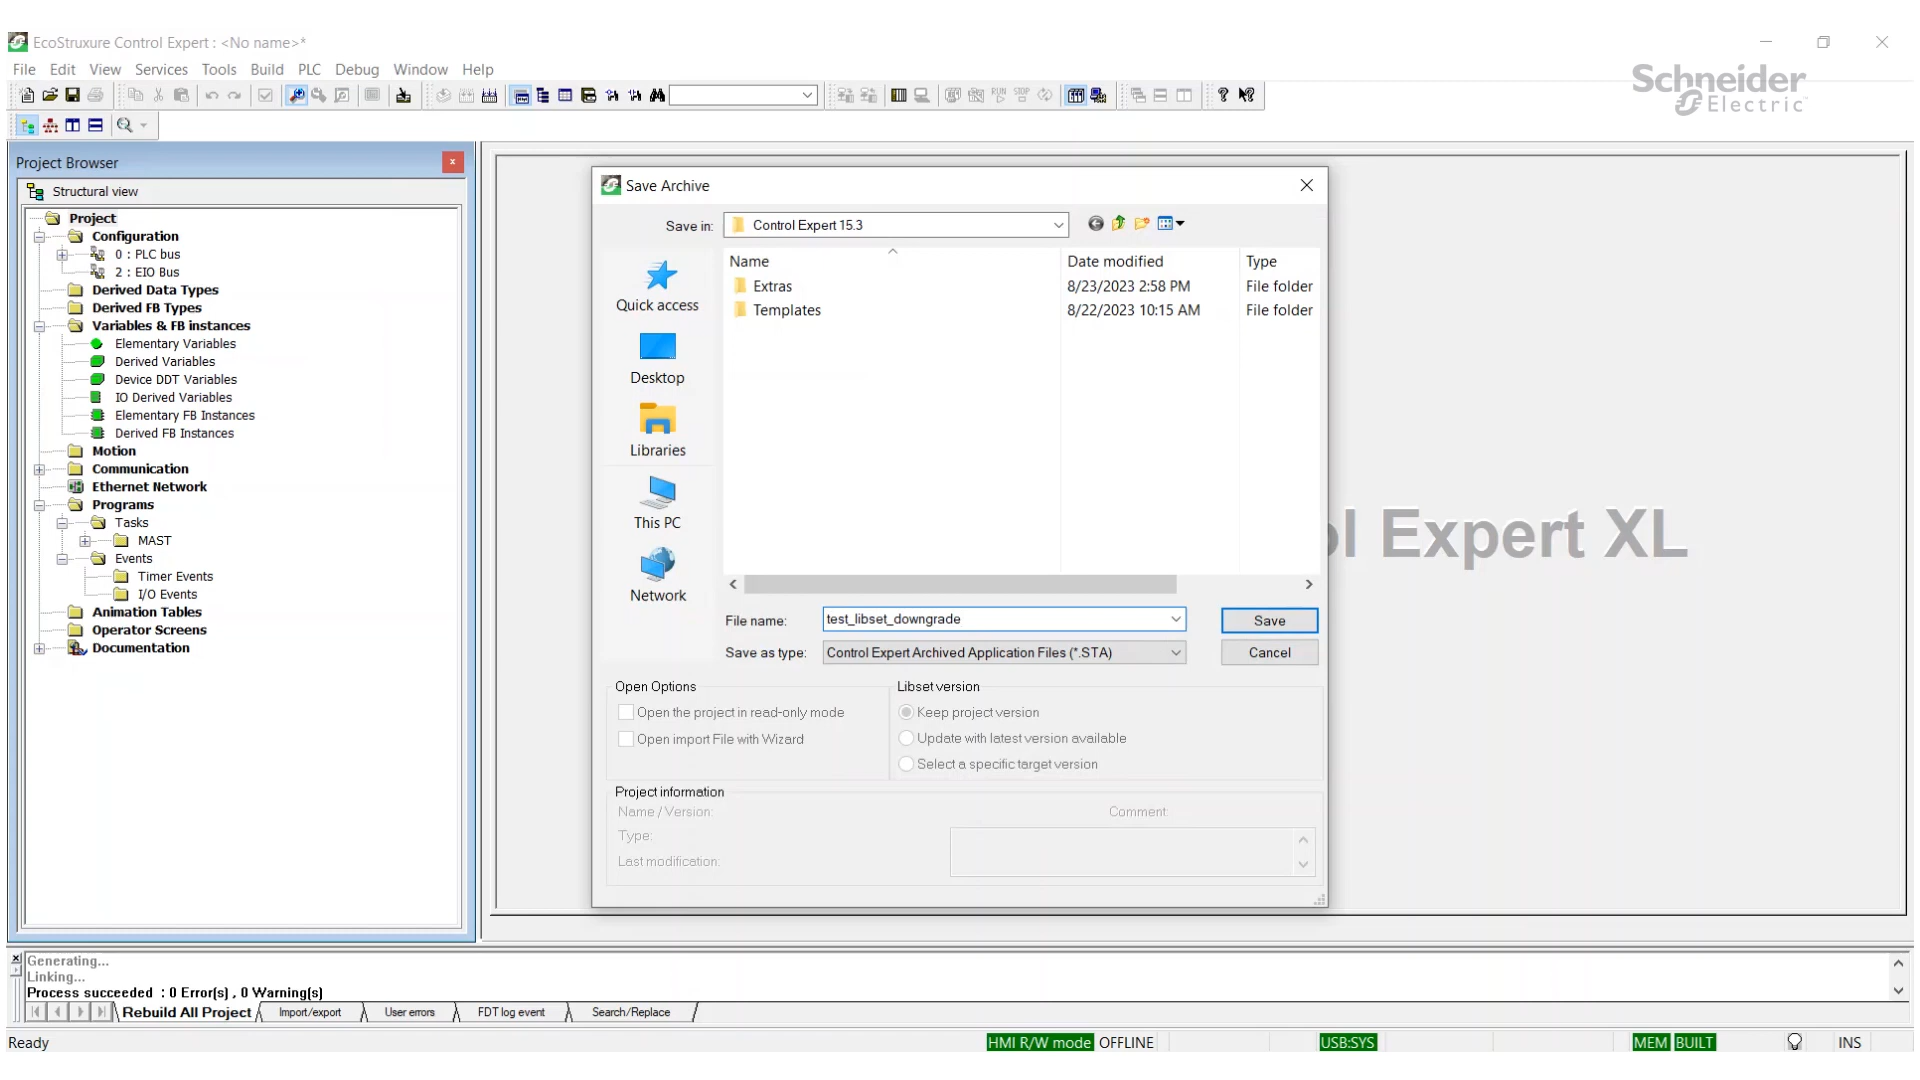 EcoStruxure Control Expert : <No name>*
File Edit View Services Tools Build PLC Debug Window Help
Schneider
Electric
Project Browser
Structural view
Project
Configuration
0 : PLC bus
2 : EIO Bus
Derived Data Types
Derived FB Types
Variables & FB instances
Elementary Variables
Derived Variables
Device DDT Variables
IO Derived Variables
Elementary FB Instances
Derived FB Instances
Motion
Communication
Ethernet Network
Programs
Tasks
MAST
Events
Timer Events
I/O Events
Animation Tables
Operator Screens
Documentation
Save Archive
Save in: Control Expert 15.3
Name Date modified Type
Extras 8/23/2023 2:58 PM File folder
Templates 8/22/2023 10:15 AM File folder
Quick access
Desktop
Libraries
This PC
Network
File name: test_libset_downgrade Save
Save as type: Control Expert Archived Application Files (*.STA) Cancel
Open Options
Open the project in read-only mode
Open import File with Wizard
Libset version
Keep project version
Update with latest version available
Select a specific target version
Project information
Name / Version: Comment:
Type:
Last modification:
ol Expert XL
Generating...
Linking...
Process succeeded : 0 Error(s) , 0 Warning(s)
Rebuild All Project Import/export User errors FDT log event Search/Replace
Ready HMI R/W mode OFFLINE USB:SYS MEM BUILT INS